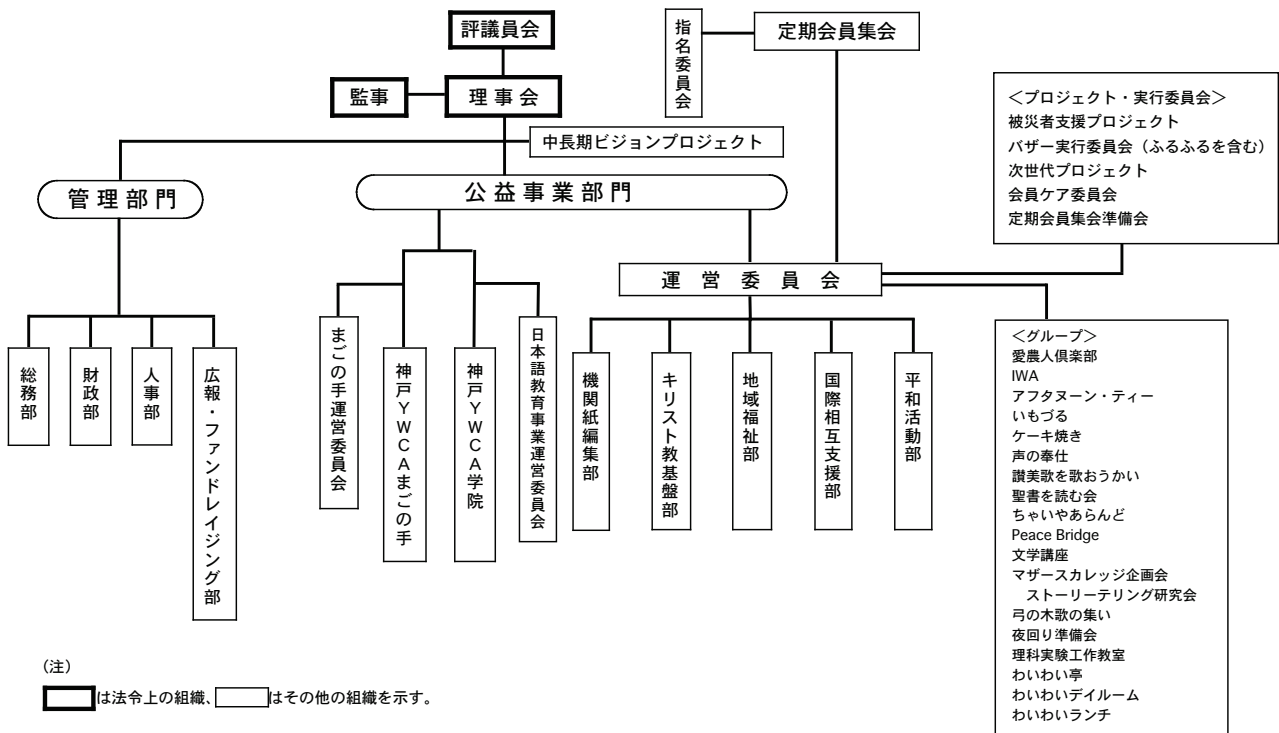 評議員会
監事
理事会
中長期ビジョンプロジェクト
指名委員会
定期会員集会
管理部門
公益事業部門
運営委員会
総務部
財政部
人事部
広報・ファンドレイジング部
まごの手運営委員会
神戸YWCAまごの手
神戸YWCA学院
日本語教育事業運営委員会
機関紙編集部
キリスト教基盤部
地域福祉部
国際相互支援部
平和活動部
＜プロジェクト・実行委員会＞
被災者支援プロジェクト
バザー実行委員会（ふるふるを含む）
次世代プロジェクト
会員ケア委員会
定期会員集会準備会
＜グループ＞
愛農人倶楽部
IWA
アフタヌーン・ティー
いもづる
ケーキ焼き
声の奉仕
讃美歌を歌おうかい
聖書を読む会
ちゃいやあらんど
Peace Bridge
文学講座
マザースカレッジ企画会
ストーリーテリング研究会
弓の木歌の集い
夜回り準備会
理科実験工作教室
わいわい亭
わいわいデイルーム
わいわいランチ
（注）
は法令上の組織、はその他の組織を示す。